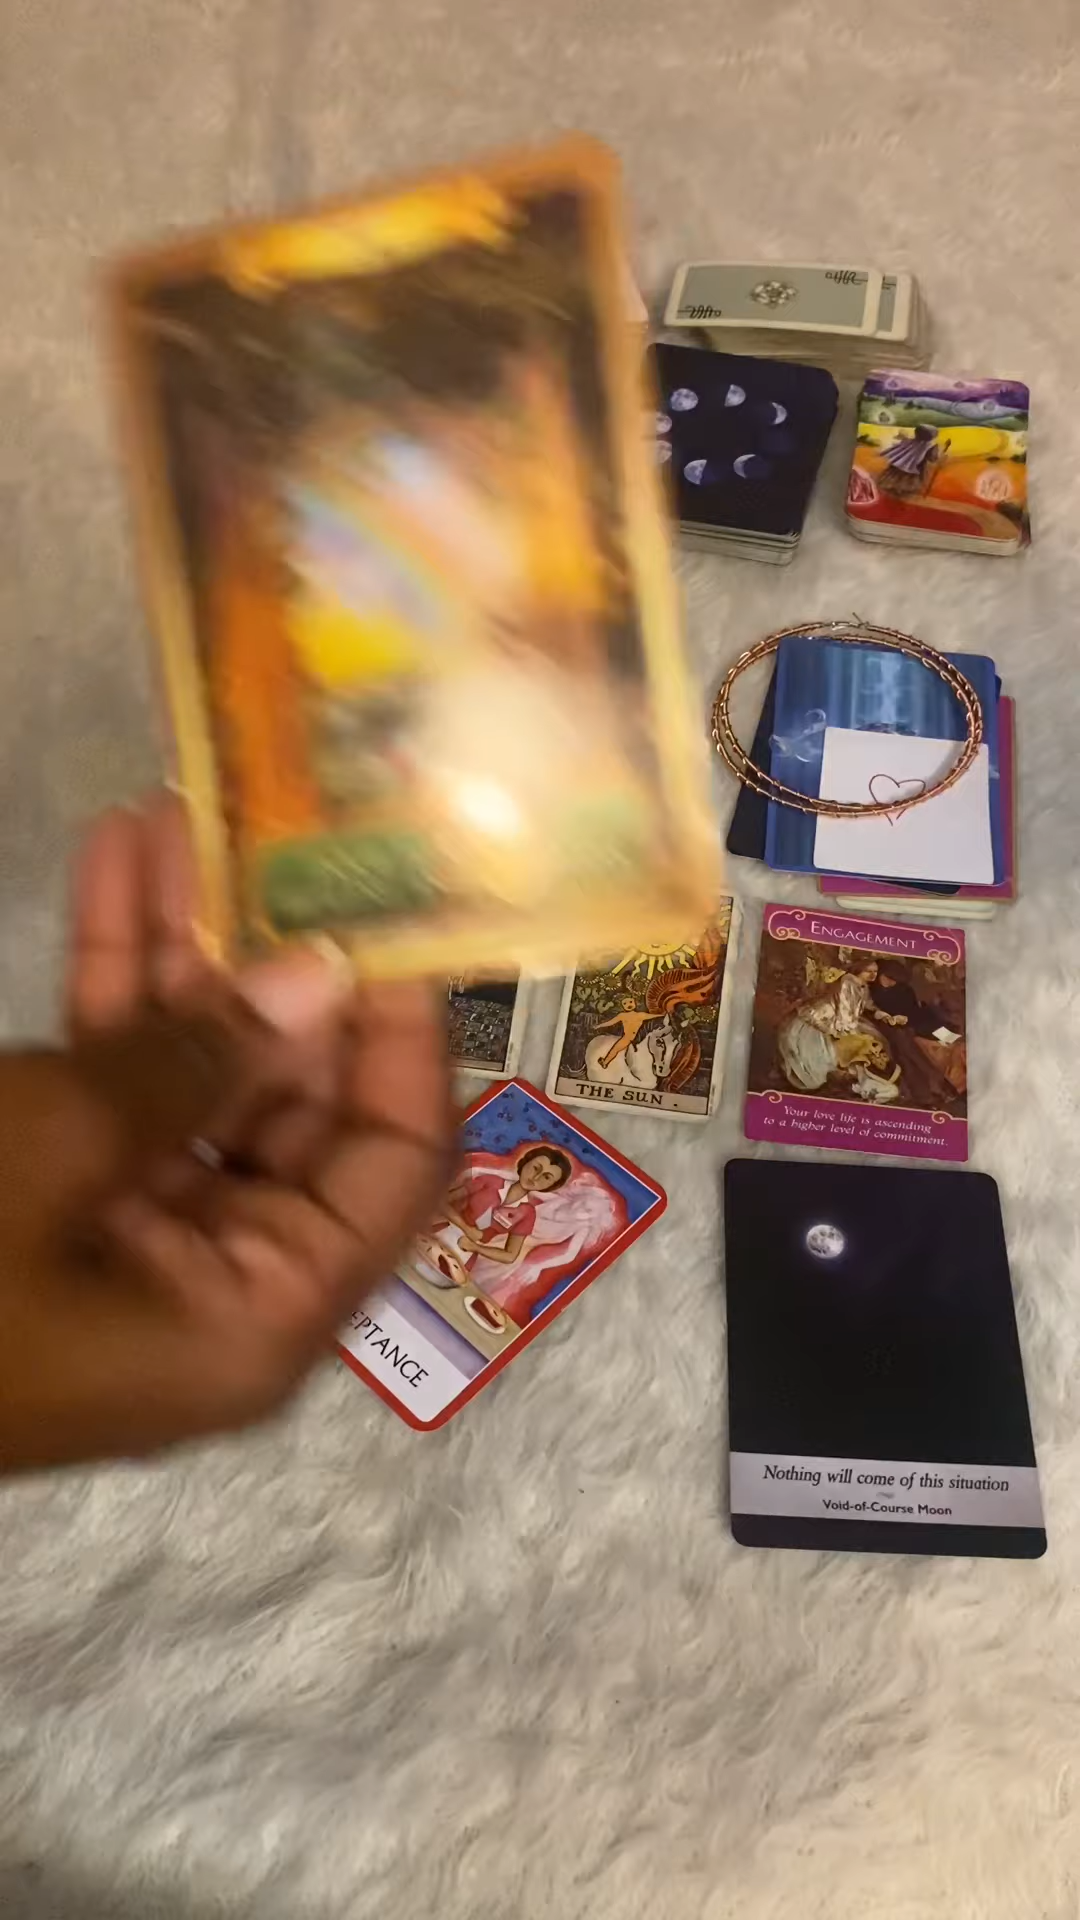 ENGAGEMENT
Your love life is ascending
to a higher level of commitment.
THE SUN.
EPTANCE
Nothing will come of this situation
Void-of-Course Moon